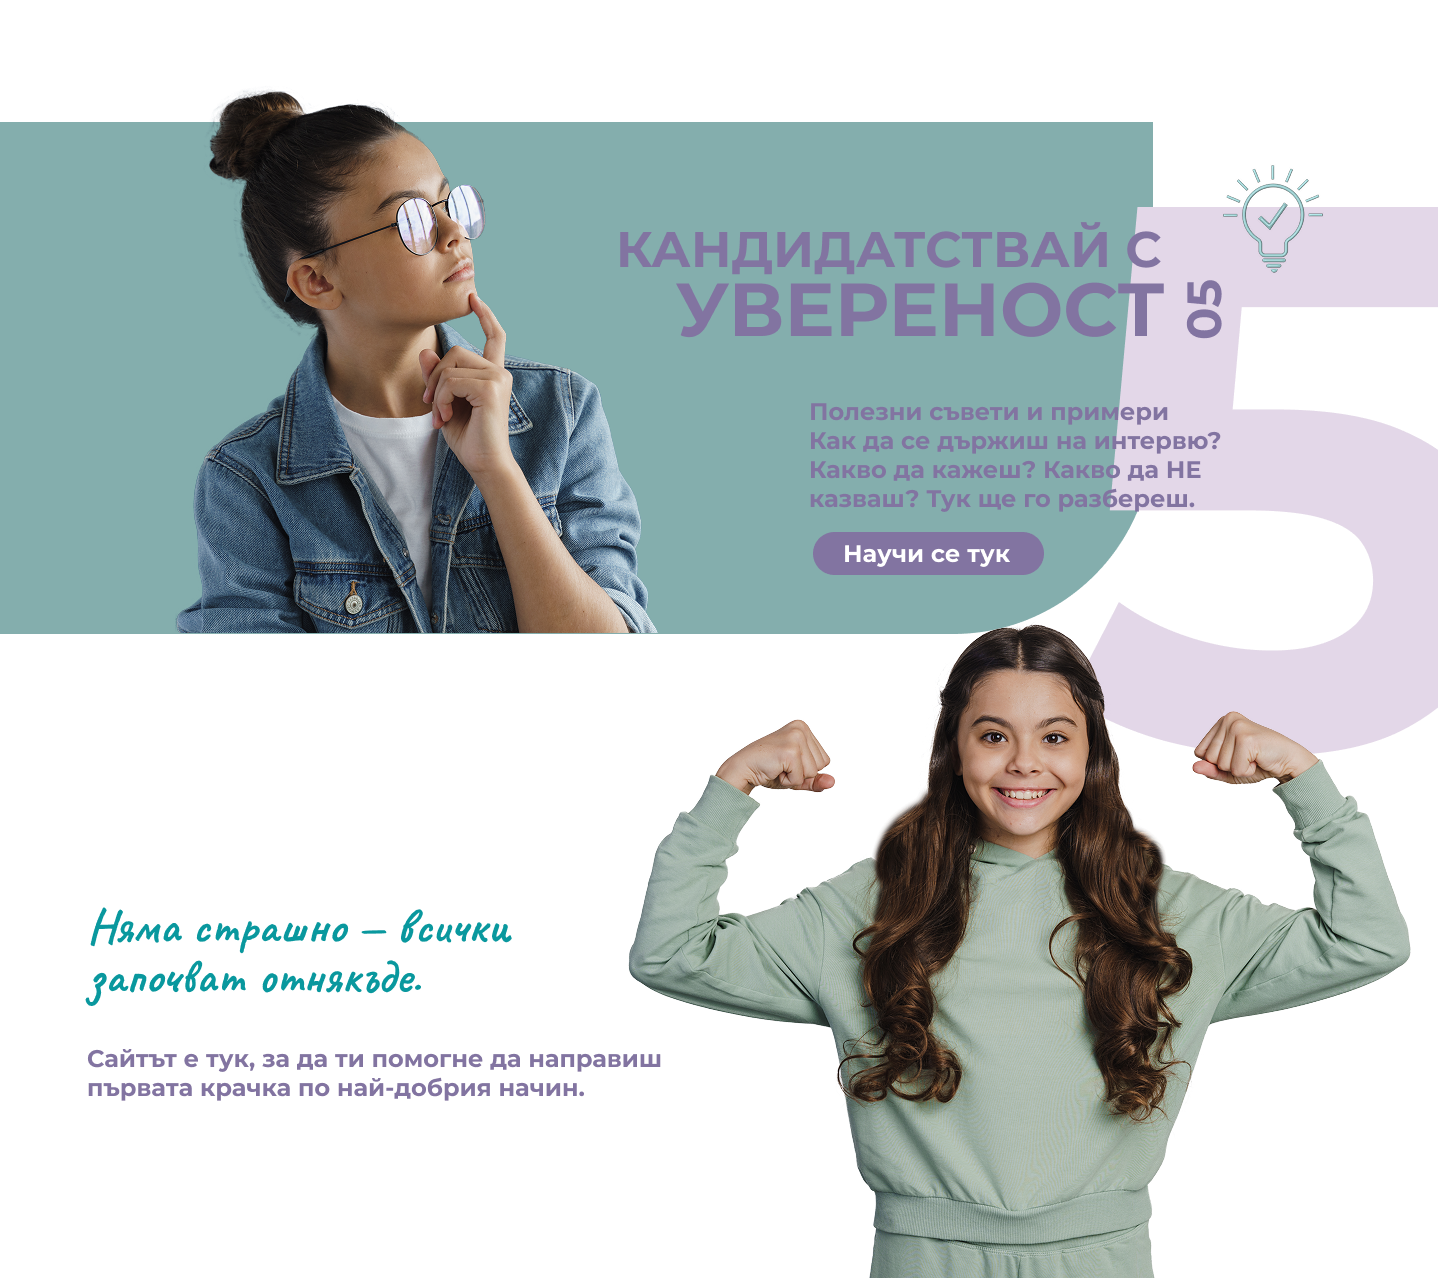 КАНДИДАТСТВАЙ С
УВЕРЕНОСТ
05
5
Полезни съвети и примери
Как да се държиш на интервю?
Какво да кажеш? Какво да НЕ
казваш? Тук ще го разбереш.
Научи се тук
Няма страшно – всички
започват отнякъде.
Сайтът е тук, за да ти помогне да направиш
първата крачка по най-добрия начин.